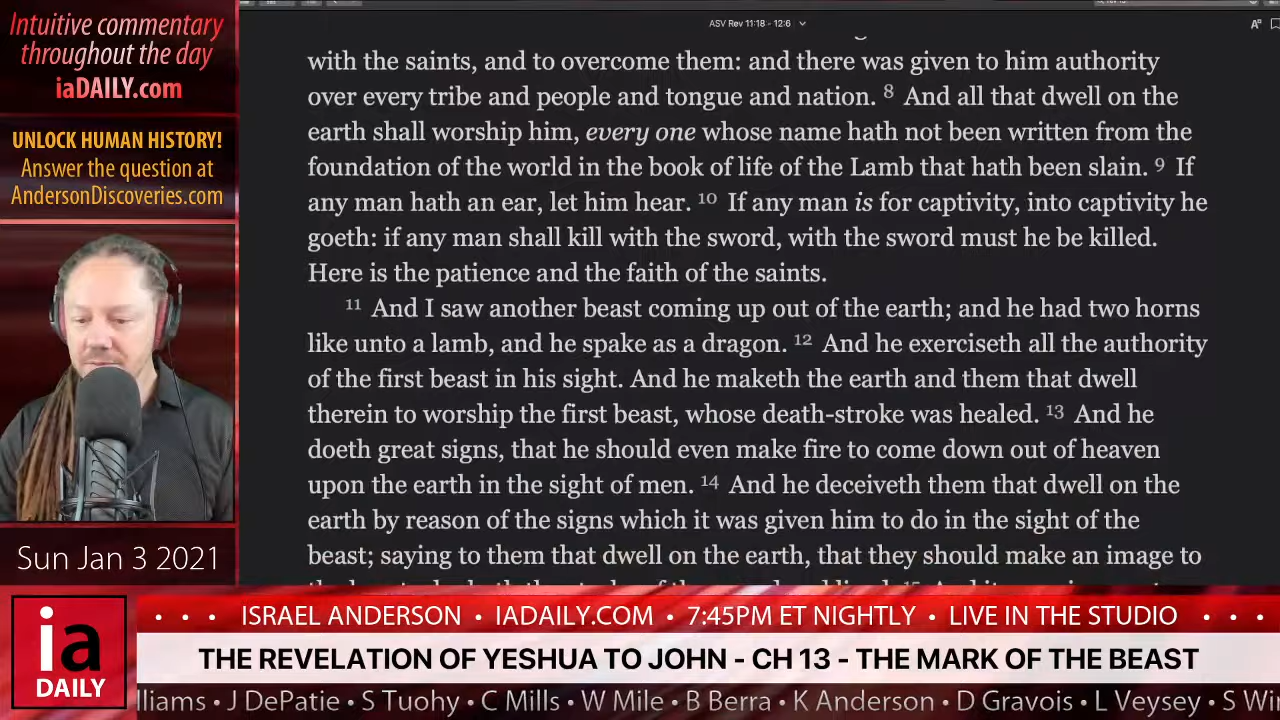 Intuitive commentary
throughout the day
iaDAILY.com
UNLOCK HUMAN HISTORY!
Answer the question at
AndersonDiscoveries.com
Sun Jan 3 2021
ASV Rev 11:18 - 12:6
with the saints, and to overcome them: and there was given to him authority
over every tribe and people and tongue and nation. 8 And all that dwell on the
earth shall worship him, every one whose name hath not been written from the
foundation of the world in the book of life of the Lamb that hath been slain. 9 If
any man hath an ear, let him hear. 10 If any man is for captivity, into captivity he
goeth: if any man shall kill with the sword, with the sword must he be killed.
Here is the patience and the faith of the saints.
11 And I saw another beast coming up out of the earth; and he had two horns
like unto a lamb, and he spake as a dragon. 12 And he exerciseth all the authority
of the first beast in his sight. And he maketh the earth and them that dwell
therein to worship the first beast, whose death-stroke was healed. 13 And he
doeth great signs, that he should even make fire to come down out of heaven
upon the earth in the sight of men. 14 And he deceiveth them that dwell on the
earth by reason of the signs which it was given him to do in the sight of the
beast; saying to them that dwell on the earth, that they should make an image to
ia
DAILY
• • • ISRAEL ANDERSON • IADAILY.COM • 7:45PM ET NIGHTLY • LIVE IN THE STUDIO • • •
THE REVELATION OF YESHUA TO JOHN - CH 13 - THE MARK OF THE BEAST
lliams • J DePatie • S Tuohy • C Mills • W Mile • B Berra • K Anderson • D Gravois • L Veysey • S Wi